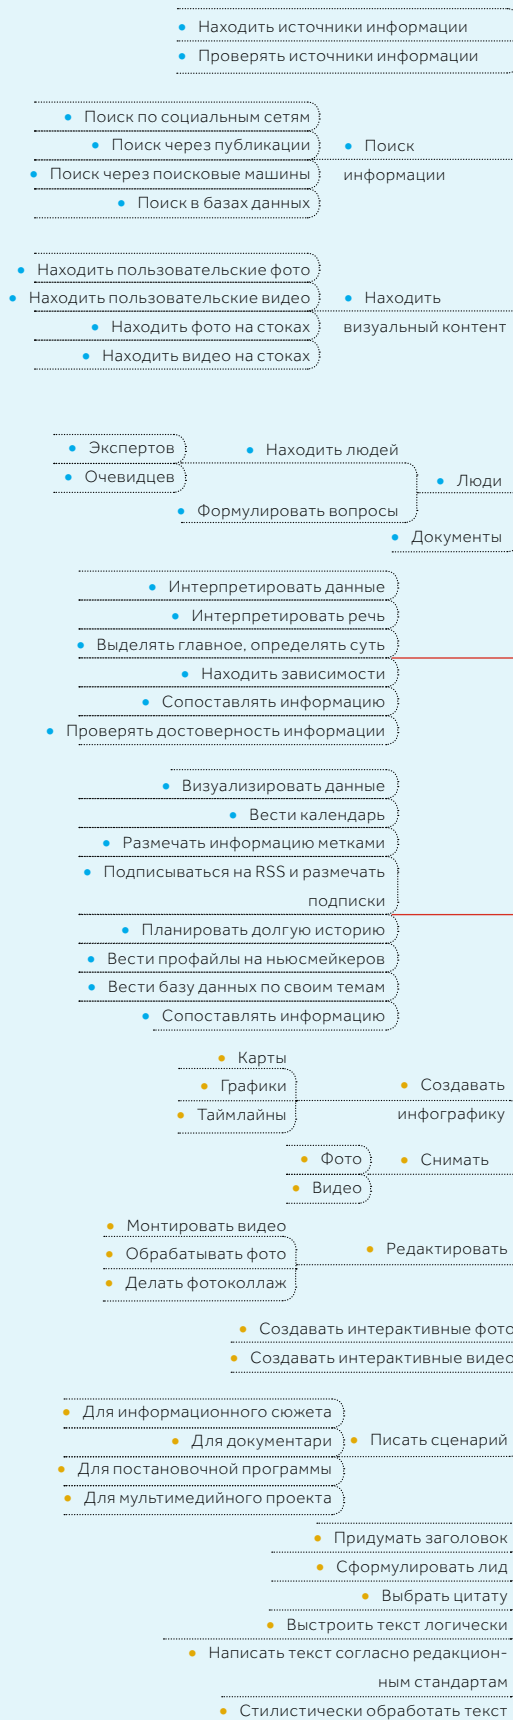 • Находить источники информации
• Проверять источники информации
• Поиск по социальным сетям
• Поиск через публикации
• Поиск через поисковые машины
• Поиск в базах данных
• Поиск
информации
• Находить пользовательские фото
• Находить пользовательские видео
• Находить фото на стоках
• Находить видео на стоках
• Находить
визуальный контент
• Экспертов
• Очевидцев
• Находить людей
• Формулировать вопросы
• Люди
• Документы
• Интерпретировать данные
• Интерпретировать речь
• Выделять главное, определять суть
• Находить зависимости
• Сопоставлять информацию
• Проверять достоверность информации
• Визуализировать данные
• Вести календарь
• Размечать информацию метками
• Подписываться на RSS и размечать
подписки
• Планировать долгую историю
• Вести профайлы на ньюсмейкеров
• Вести базу данных по своим темам
• Сопоставлять информацию
• Карты
• Графики
• Таймлайны
• Создавать
инфографику
• Фото
• Видео
• Снимать
• Монтировать видео
• Обрабатывать фото
• Делать фотоколлаж
• Редактировать
• Создавать интерактивные фото
• Создавать интерактивные видео
• Для информационного сюжета
• Для документари
• Для постановочной программы
• Для мультимедийного проекта
• Писать сценарий
• Придумать заголовок
• Сформулировать лид
• Выбрать цитату
• Выстроить текст логически
• Написать текст согласно редакцион-
ным стандартам
• Стилистически обработать текст